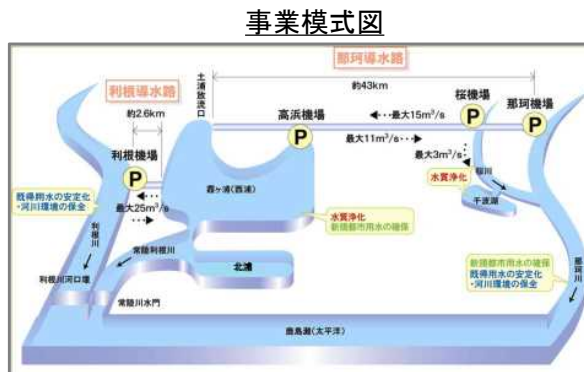 事業模式図
那珂導水路
約43km
利根導水路
約2.6km
土浦放流口
高浜機場
桜機場
那珂機場
P
P
P
P
利根機場
最大15m³/s
最大11m³/s
最大3m³/s
最大25m³/s
桜川
水質浄化
千波湖
霞ヶ浦(西浦)
水質浄化
新規都市用水の確保
既得用水の安定化
・河川環境の保全
利根川
常陸利根川
北浦
利根川河口堰
常陸川水門
新規都市用水の確保
既得用水の安定化
・河川環境の保全
那珂川
鹿島灘(太平洋)